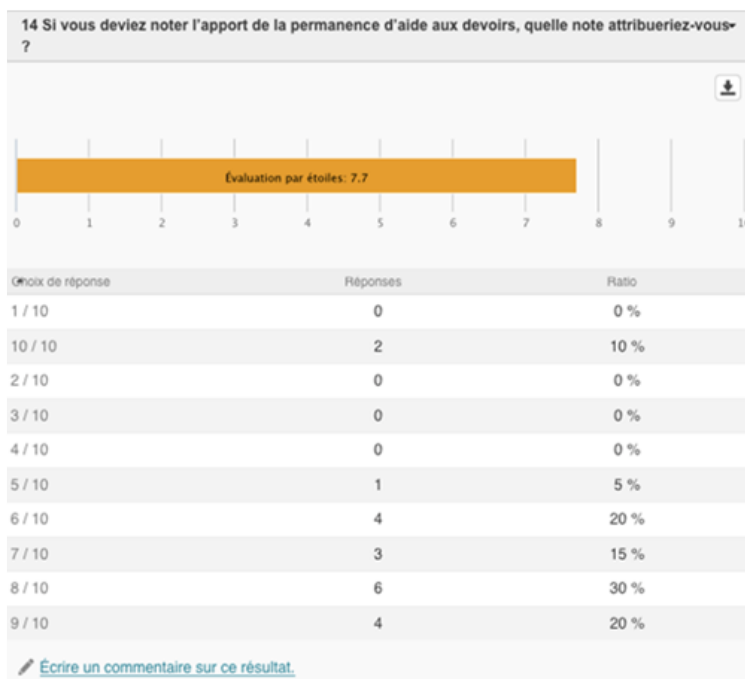 14 Si vous deviez noter l'apport de la permanence d'aide aux devoirs, quelle note attribueriez-vous
?
Évaluation par étoiles: 7.7
0 1 2 3 4 5 6 7 8 9 10
Choix de réponse Réponses Ratio
1 / 10 0 0 %
10 / 10 2 10 %
2 / 10 0 0 %
3 / 10 0 0 %
4 / 10 0 0 %
5 / 10 1 5 %
6 / 10 4 20 %
7 / 10 3 15 %
8 / 10 6 30 %
9 / 10 4 20 %
Écrire un commentaire sur ce résultat.